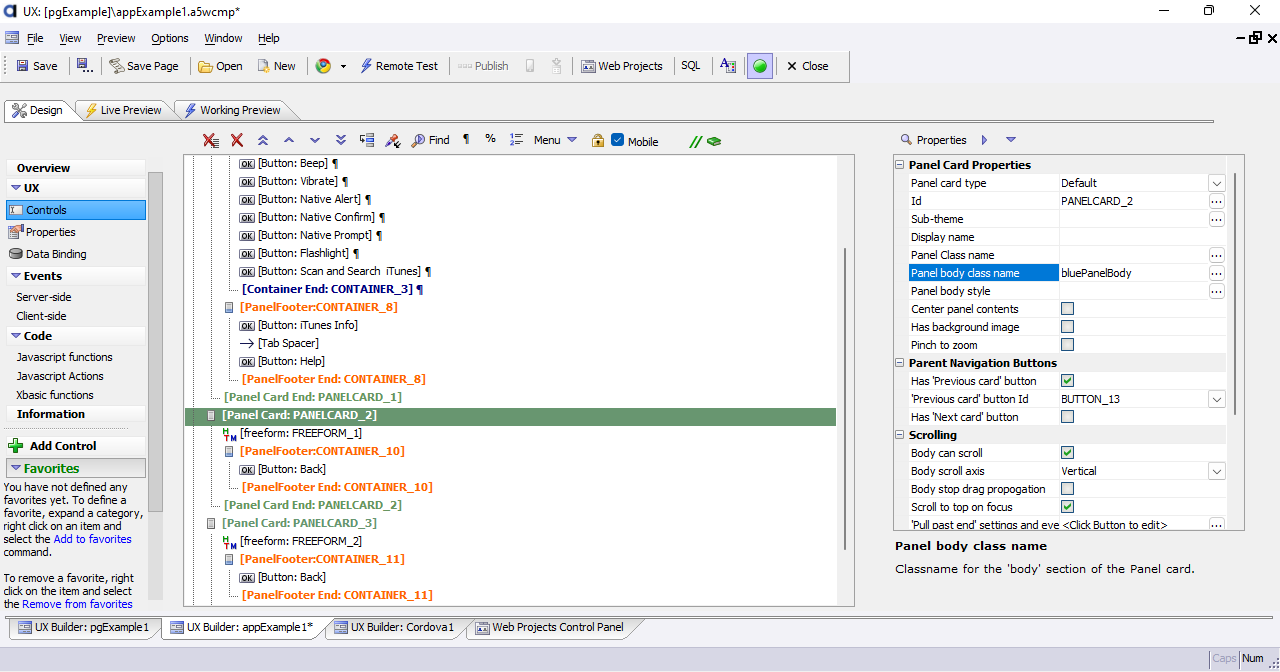 UX: [pgExample]\appExample1.a5wcmp*
File View Preview Options Window Help
Save Save Page Open New Remote Test Publish Web Projects SQL Close
Design Live Preview Working Preview
Find ¶ % Menu Mobile //
Properties
Overview
UX
Controls
Properties
Data Binding
Events
Server-side
Client-side
Code
Javascript functions
Javascript Actions
Xbasic functions
Information
Add Control
Favorites
You have not defined any
favorites yet. To define a
favorite, expand a category,
right click on an item and
select the Add to favorites
command.
To remove a favorite, right
click on the item and select
the Remove from favorites
OK [Button: Beep] ¶
OK [Button: Vibrate] ¶
OK [Button: Native Alert] ¶
OK [Button: Native Confirm] ¶
OK [Button: Native Prompt] ¶
OK [Button: Flashlight] ¶
OK [Button: Scan and Search iTunes] ¶
[Container End: CONTAINER_3] ¶
[PanelFooter:CONTAINER_8]
OK [Button: iTunes Info]
[Tab Spacer]
OK [Button: Help]
[PanelFooter End: CONTAINER_8]
[Panel Card End: PANELCARD_1]
[Panel Card: PANELCARD_2]
HTM [freeform: FREEFORM_1]
[PanelFooter:CONTAINER_10]
OK [Button: Back]
[PanelFooter End: CONTAINER_10]
[Panel Card End: PANELCARD_2]
[Panel Card: PANELCARD_3]
HTM [freeform: FREEFORM_2]
[PanelFooter:CONTAINER_11]
OK [Button: Back]
[PanelFooter End: CONTAINER_11]
Panel Card Properties
Panel card type Default
Id PANELCARD_2 ...
Sub-theme ...
Display name
Panel Class name ...
Panel body class name bluePanelBody ...
Panel body style ...
Center panel contents
Has background image
Pinch to zoom
Parent Navigation Buttons
Has 'Previous card' button
'Previous card' button Id BUTTON_13
Has 'Next card' button
Scrolling
Body can scroll
Body scroll axis Vertical
Body stop drag propogation
Scroll to top on focus
'Pull past end' settings and eve <Click Button to edit> ...
Panel body class name
Classname for the 'body' section of the Panel card.
UX Builder: pgExample1 UX Builder: appExample1* UX Builder: Cordova1 Web Projects Control Panel
Caps Num